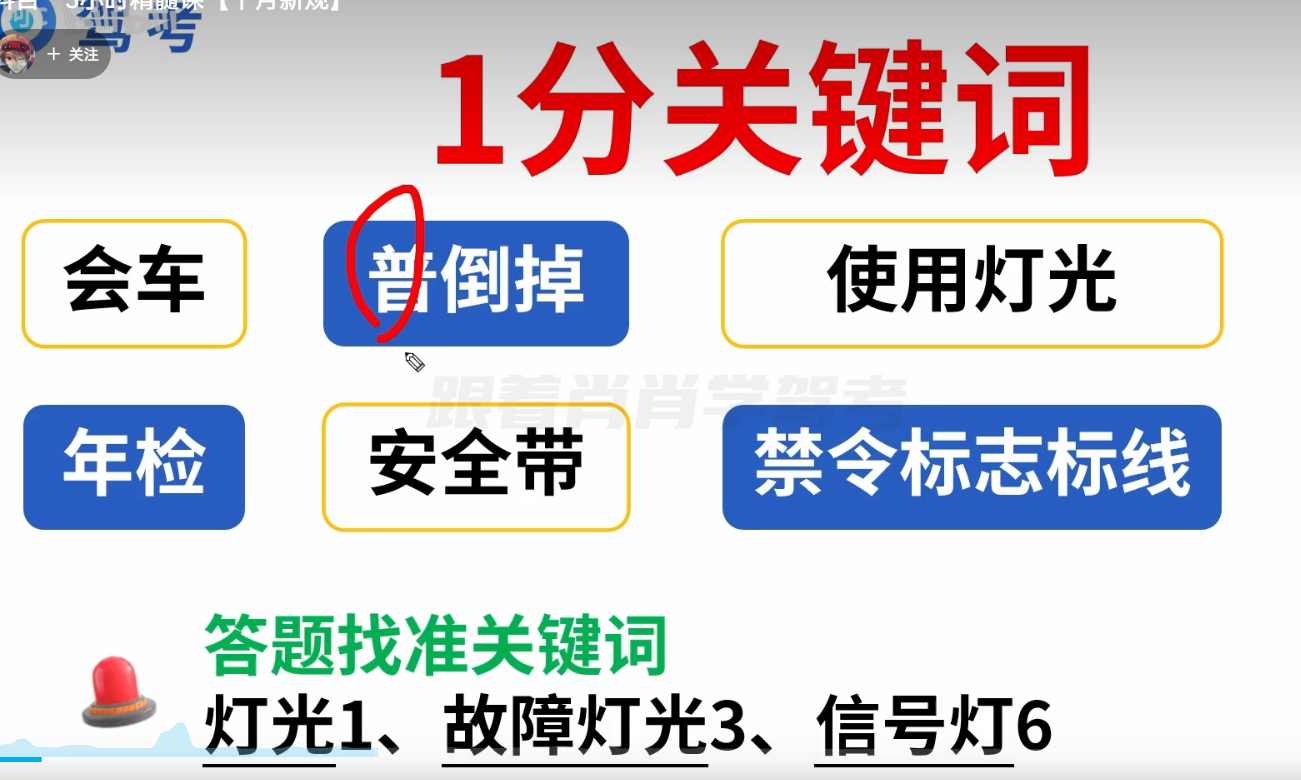 3小时精髓课【十月新规】
驾考
+ 关注
1分关键词
会车
普倒掉
使用灯光
跟着肖肖学驾考
年检
安全带
禁令标志标线
答题找准关键词
灯光1、故障灯光3、信号灯6